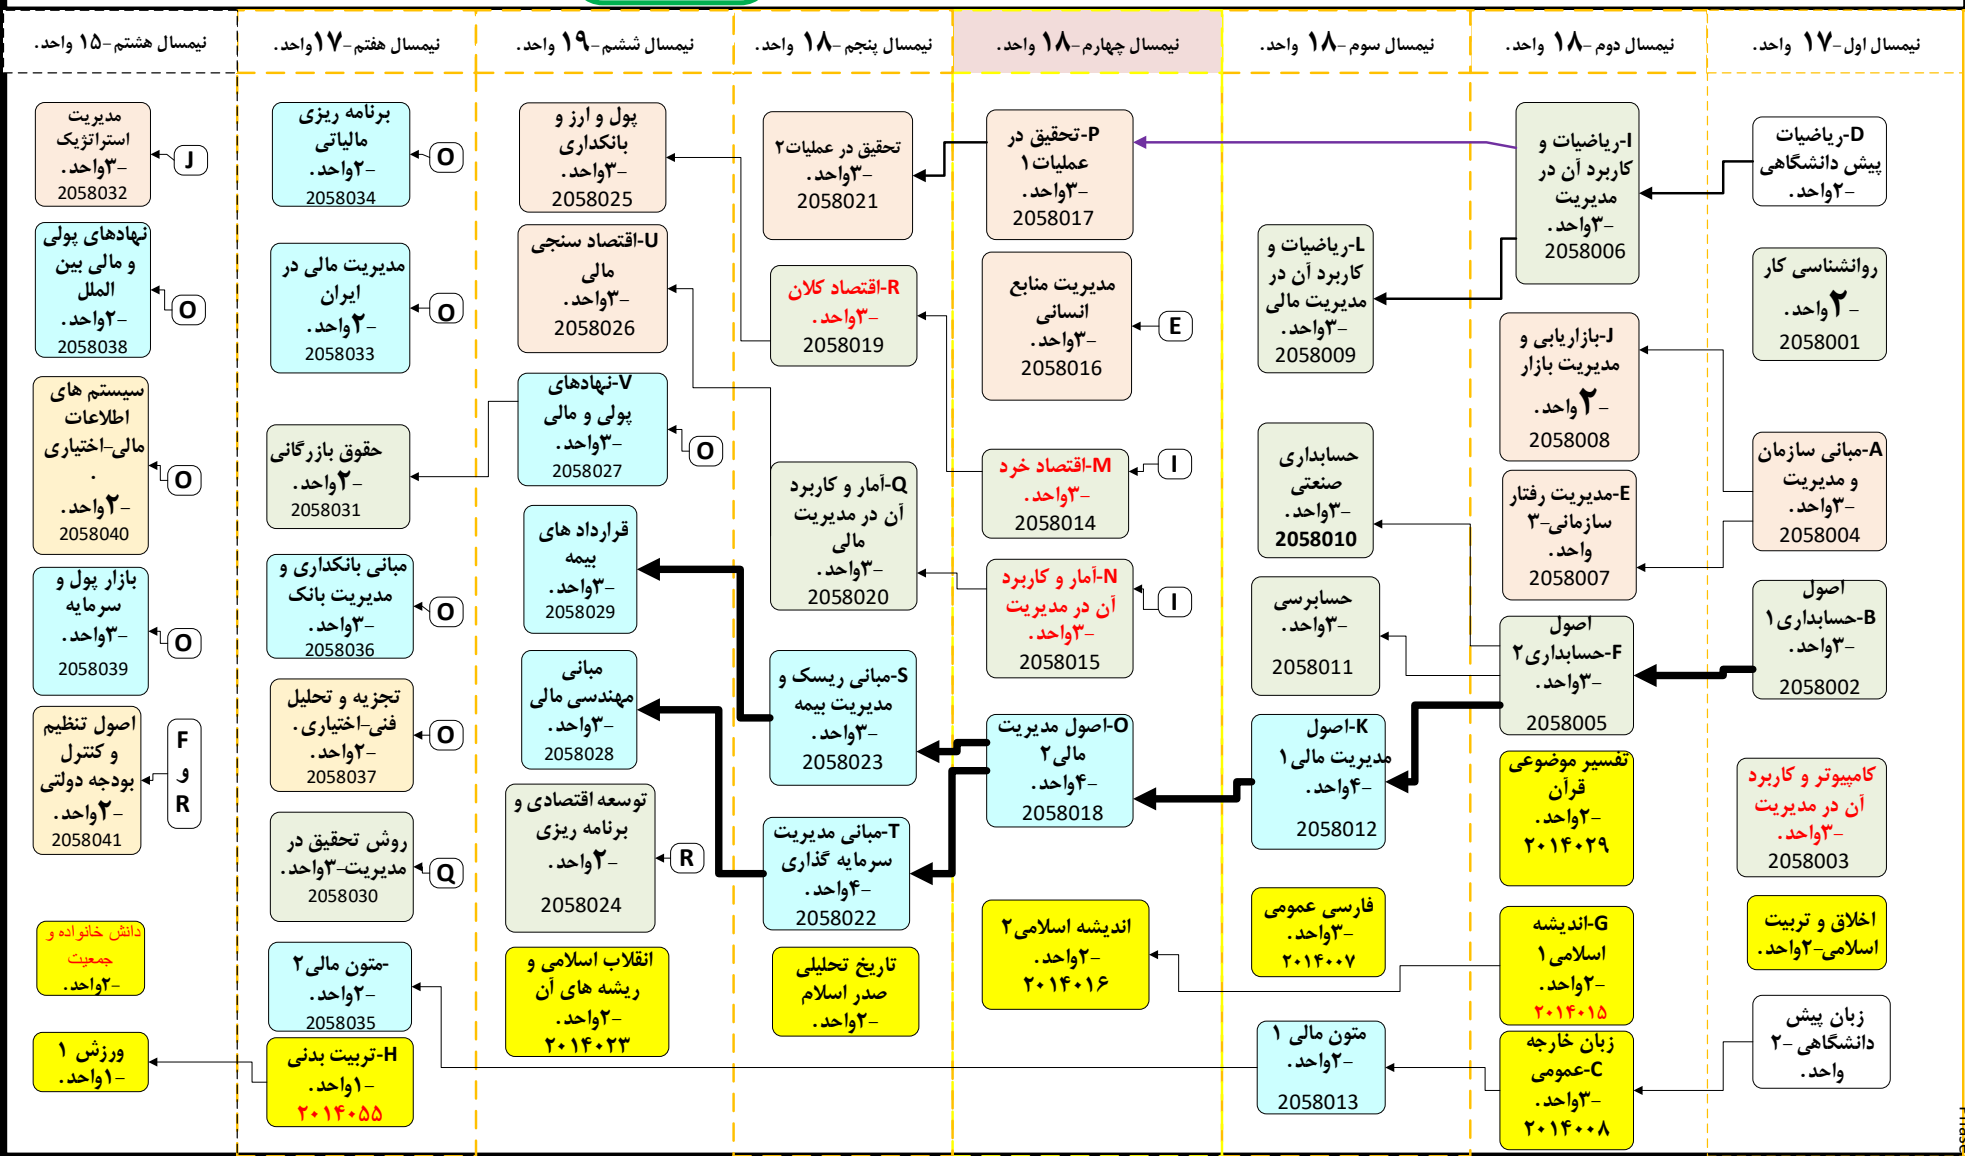 نیمسال اول-۱۷ واحد.
نیمسال دوم-۱۸ واحد.
نیمسال سوم-۱۸ واحد.
نیمسال چهارم-۱۸ واحد.
نیمسال پنجم-۱۸ واحد.
نیمسال ششم-۱۹ واحد.
نیمسال هفتم-۱۷واحد.
نیمسال هشتم-۱۵ واحد.
D-ریاضیات
پیش دانشگاهی
-۲واحد.
روانشناسی کار
-۲واحد.
2058001
A-مبانی سازمان
و مدیریت
-۳واحد.
2058004
اصول
B-حسابداری۱
-۳واحد.
2058002
کامپیوتر و کاربرد
آن در مدیریت
-۳واحد.
2058003
اخلاق و تربیت
اسلامی-۲واحد.
زبان پیش
دانشگاهی-۲
واحد.
I-ریاضیات و
کاربرد آن در
مدیریت
-۳واحد.
2058006
J-بازاریابی و
مدیریت بازار
-۲واحد.
2058008
E-مدیریت رفتار
سازمانی-۳
واحد.
2058007
اصول
F-حسابداری۲
-۳واحد.
2058005
تفسیر موضوعی
قرآن
-۲واحد.
۲۰۱۴۰۲۹
G-اندیشه
اسلامی۱
-۲واحد.
۲۰۱۴۰۱۵
زبان خارجه
C-عمومی
-۳واحد.
۲۰۱۴۰۰۸
L-ریاضیات و
کاربرد آن در
مدیریت مالی
-۳واحد.
2058009
حسابداری
صنعتی
-۳واحد.
2058010
حسابرسی
-۳واحد.
2058011
K-اصول
مدیریت مالی۱
-۴واحد.
2058012
فارسی عمومی
-۳واحد.
۲۰۱۴۰۰۷
متون مالی ۱
-۲واحد.
2058013
P-تحقیق در
عملیات۱
-۳واحد.
2058017
مدیریت منابع
انسانی
-۳واحد.
2058016
E
M-اقتصاد خرد
-۳واحد.
2058014
I
N-آمار و کاربرد
آن در مدیریت
-۳واحد.
2058015
I
O-اصول مدیریت
مالی۲
-۴واحد.
2058018
اندیشه اسلامی۲
-۲واحد.
۲۰۱۴۰۱۶
تحقیق در عملیات۲
-۳واحد.
2058021
R-اقتصاد کلان
-۳واحد.
2058019
Q-آمار و کاربرد
آن در مدیریت
مالی
-۳واحد.
2058020
S-مبانی ریسک و
مدیریت بیمه
-۳واحد.
2058023
T-مبانی مدیریت
سرمایه گذاری
-۴واحد.
2058022
تاریخ تحلیلی
صدر اسلام
-۲واحد.
پول و ارز و
بانکداری
-۳واحد.
2058025
U-اقتصاد سنجی
مالی
-۳واحد.
2058026
V-نهادهای
پولی و مالی
-۳واحد.
2058027
O
قرارداد های
بیمه
-۳واحد.
2058029
مبانی
مهندسی مالی
-۳واحد.
2058028
توسعه اقتصادی و
برنامه ریزی
-۲واحد.
2058024
R
انقلاب اسلامی و
ریشه های آن
-۲واحد.
۲۰۱۴۰۲۳
برنامه ریزی
مالیاتی
-۲واحد.
2058034
O
مدیریت مالی در
ایران
-۲واحد.
2058033
O
حقوق بازرگانی
-۲واحد.
2058031
مبانی بانکداری و
مدیریت بانک
-۳واحد.
2058036
O
تجزیه و تحلیل
فنی-اختیاری.
-۲واحد.
2058037
O
روش تحقیق در
مدیریت-۳واحد.
2058030
Q
-متون مالی۲
-۲واحد.
2058035
H-تربیت بدنی
-۱واحد.
۲۰۱۴۰۵۵
مدیریت
استراتژیک
-۳واحد.
2058032
J
نهادهای پولی
و مالی بین
الملل
-۲واحد.
2058038
O
سیستم های
اطلاعات
مالی-اختیاری
.
-۲واحد.
2058040
O
بازار پول و
سرمایه
-۳واحد.
2058039
O
اصول تنظیم
و کنترل
بودجه دولتی
-۲واحد.
2058041
F
و
R
دانش خانواده و
جمعیت
-۲واحد.
ورزش ۱
-۱واحد.